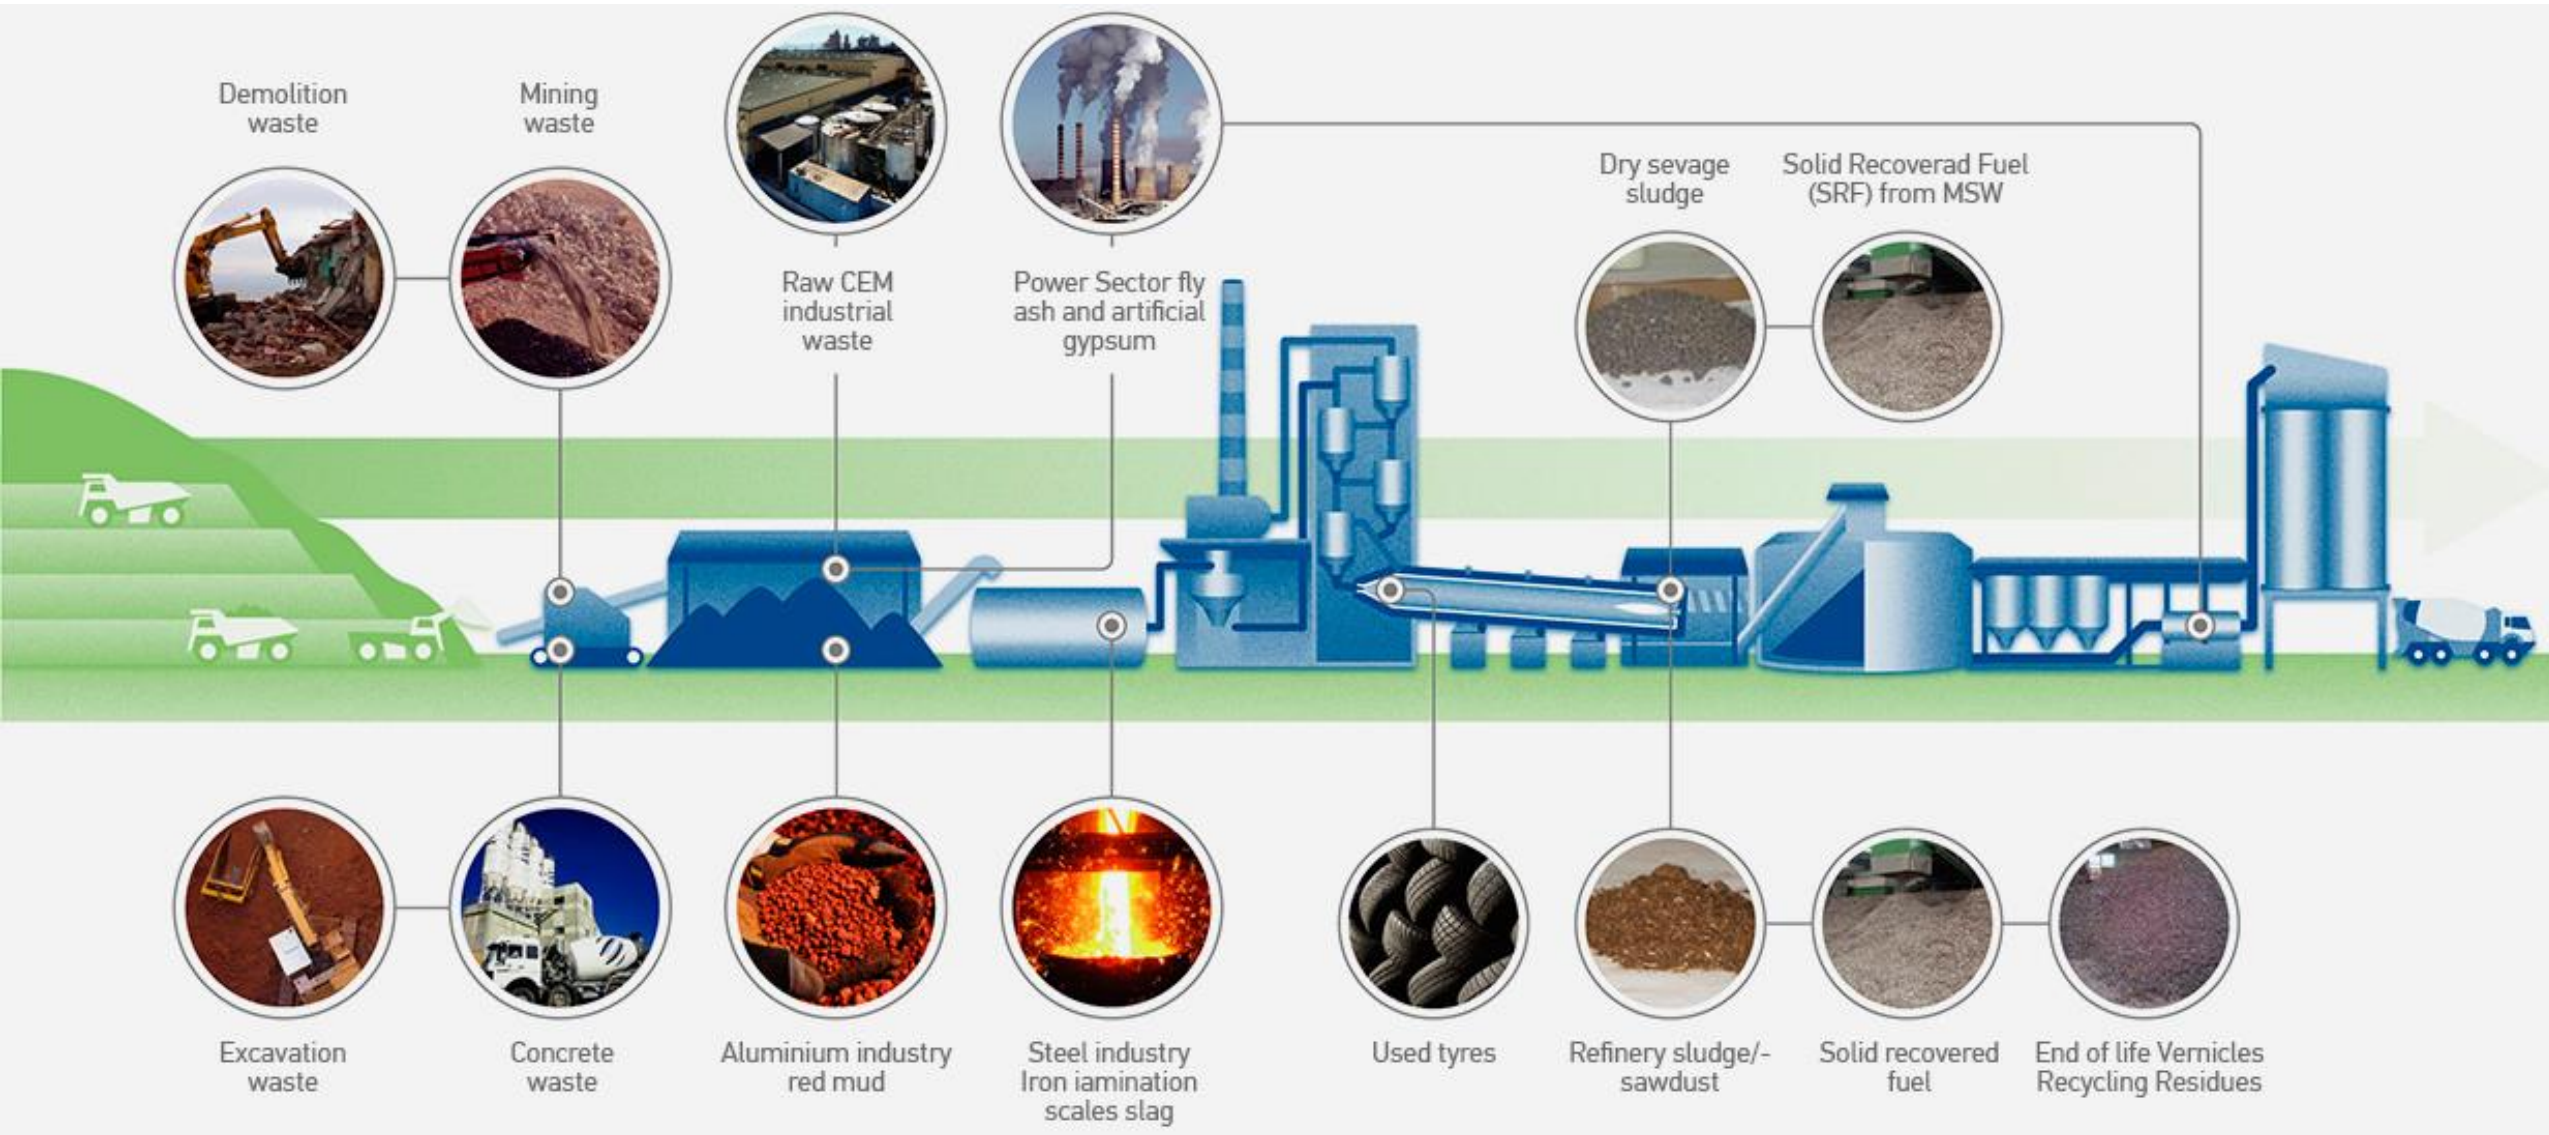 Demolition
waste
Mining
waste
Raw CEM
industrial
waste
Power Sector fly
ash and artificial
gypsum
Dry sevage
sludge
Solid Recoverad Fuel
(SRF) from MSW
Excavation
waste
Concrete
waste
Aluminium industry
red mud
Steel industry
Iron iamination
scales slag
Used tyres
Refinery sludge/-
sawdust
Solid recovered
fuel
End of life Vernicles
Recycling Residues